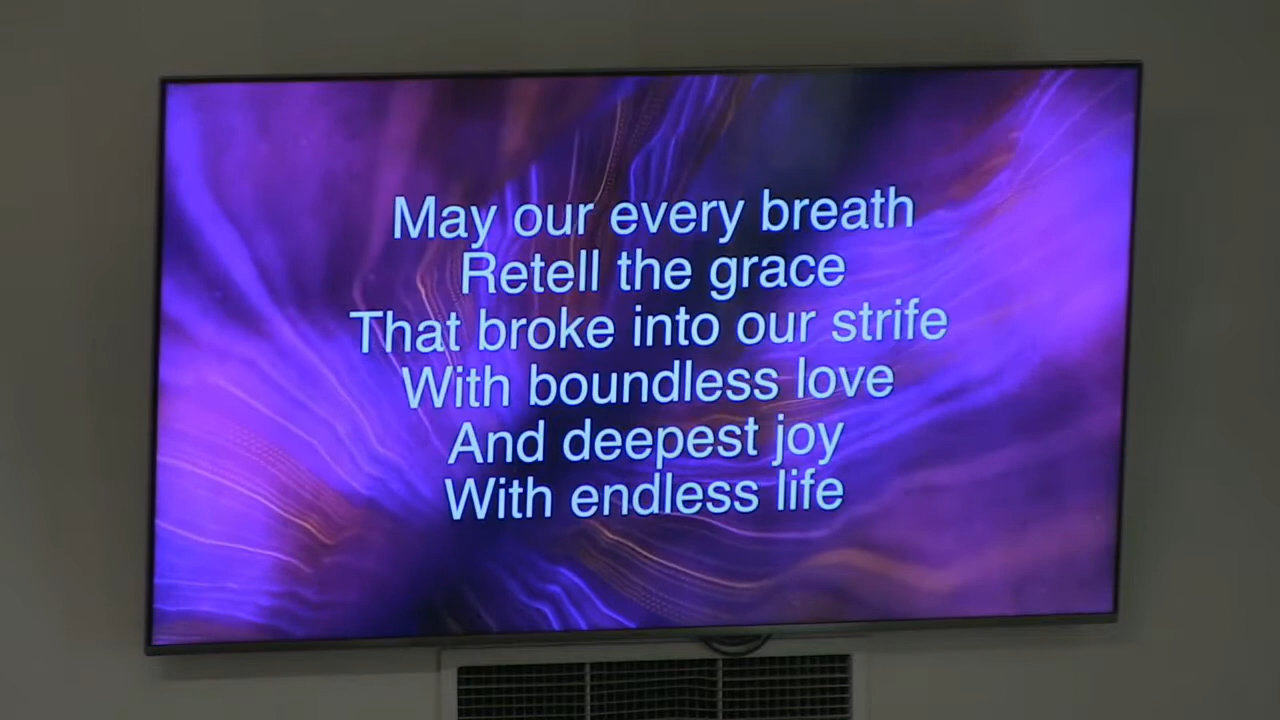 May our every breath
Retell the grace
That broke into our strife
With boundless love
And deepest joy
With endless life